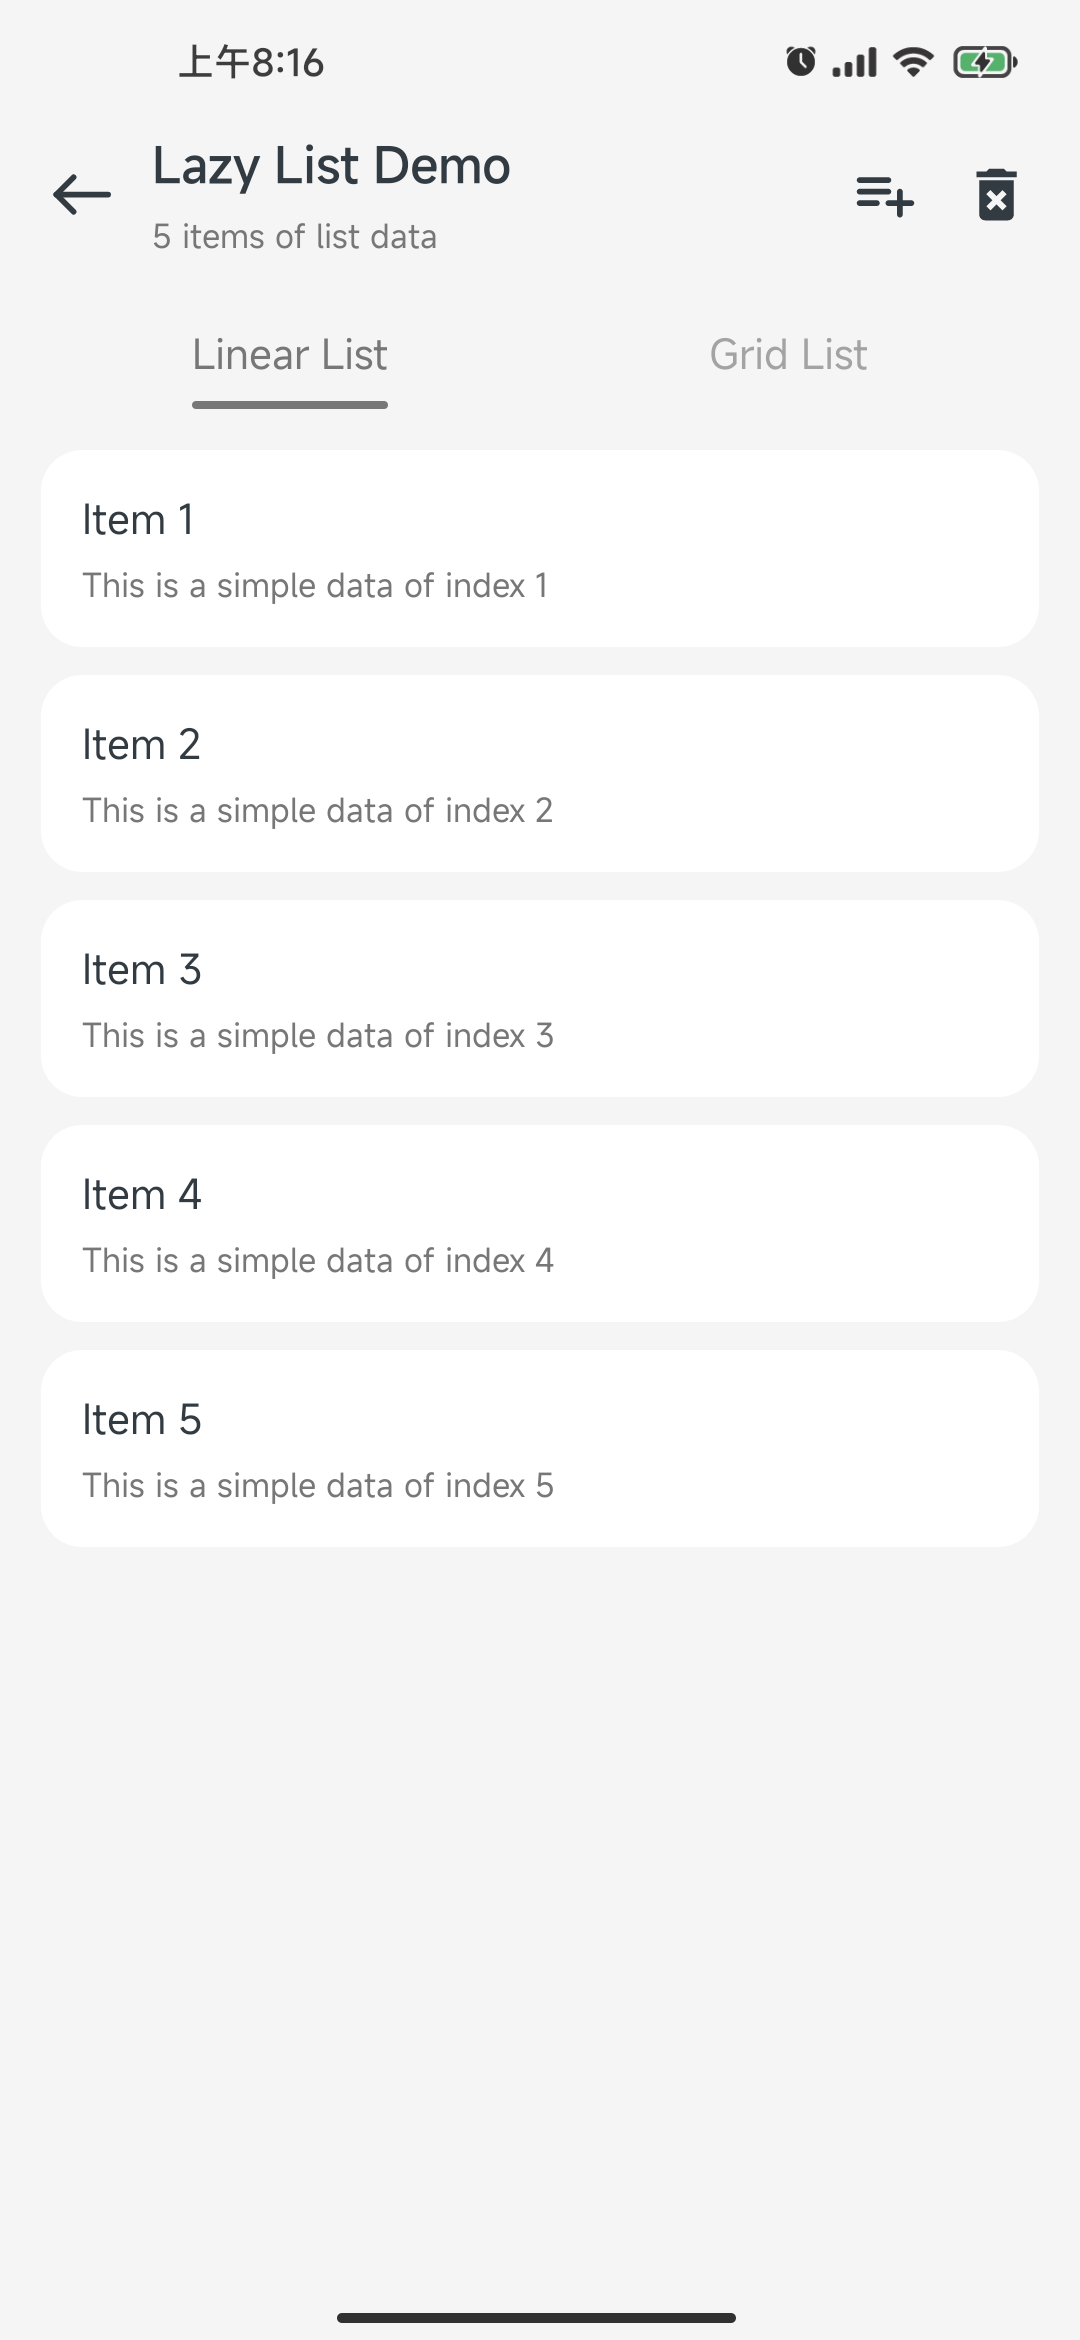 上午8:16
Lazy List Demo
5 items of list data
Linear List
Grid List
Item 1
This is a simple data of index 1
Item 2
This is a simple data of index 2
Item 3
This is a simple data of index 3
Item 4
This is a simple data of index 4
Item 5
This is a simple data of index 5